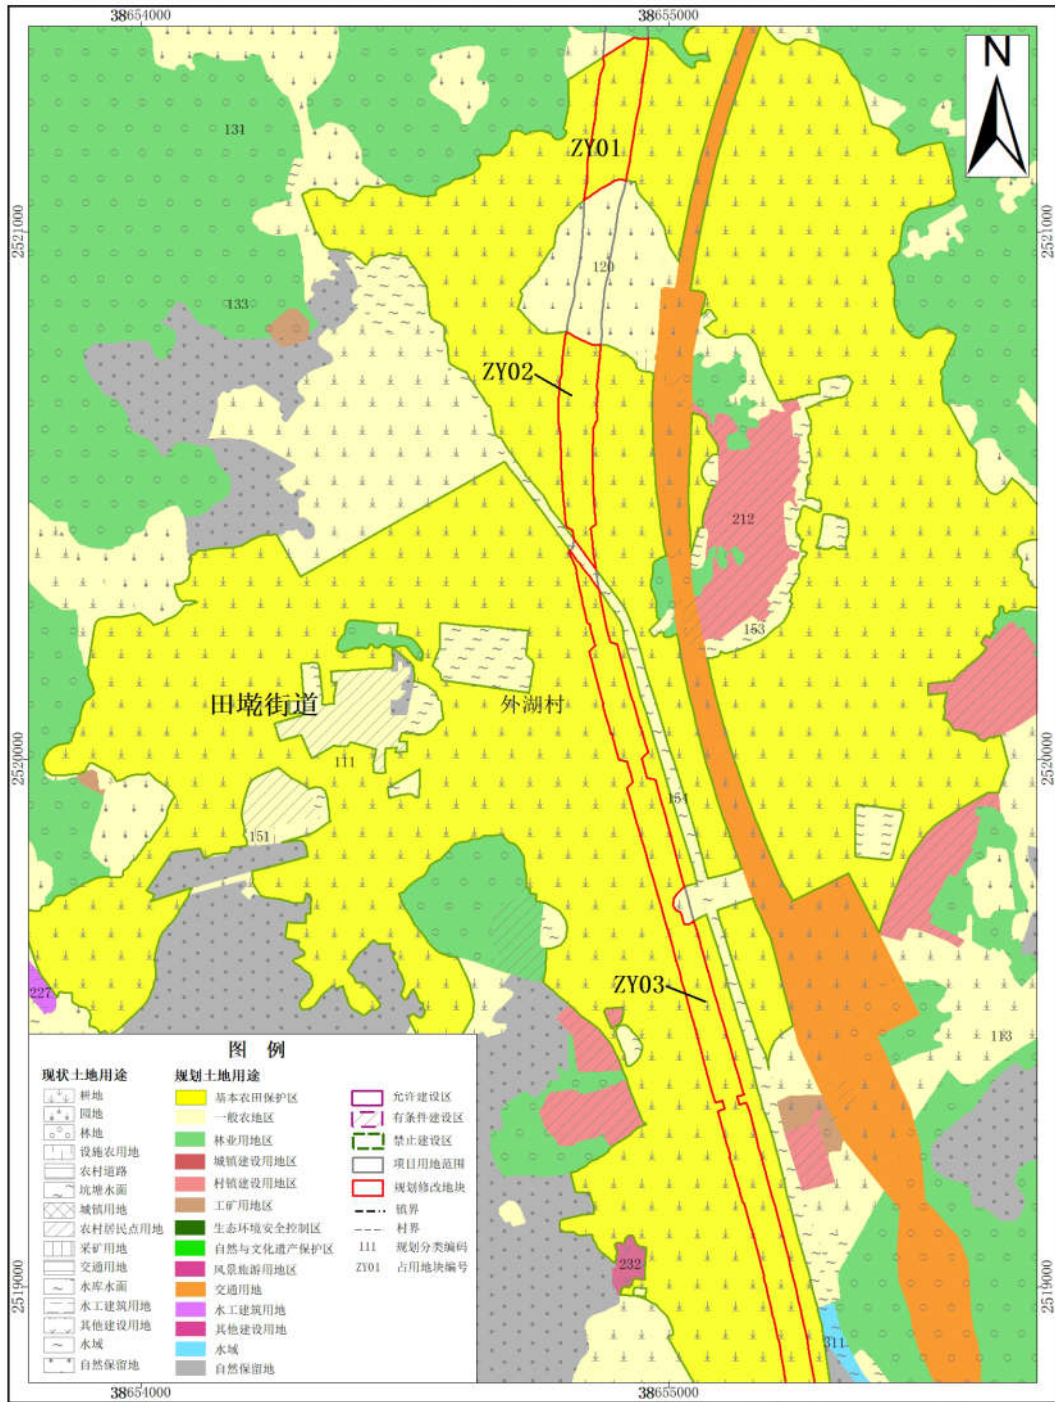 38654000
38655000
N
131
ZY01
2521000
2521000
120
133
ZY02
212
153
田墘街道
外湖村
111
2520000
2520000
154
151
ZY03
227
113
图 例
现状土地用途
耕地
园地
林地
设施农用地
农村道路
坑塘水面
城镇用地
农村居民点用地
采矿用地
交通用地
水库水面
水工建筑用地
其他建设用地
水域
自然保留地
规划土地用途
基本农田保护区
一般农地区
林业用地区
城镇建设用地区
村镇建设用地区
工矿用地区
生态环境安全控制区
自然与文化遗产保护区
风景旅游用地区
交通用地
水工建筑用地
其他建设用地
水域
自然保留地
允许建设区
有条件建设区
禁止建设区
项目用地范围
规划修改地块
镇界
村界
111 规划分类编码
ZY01 占用地块编号
232
2519000
2519000
311
38654000
38655000